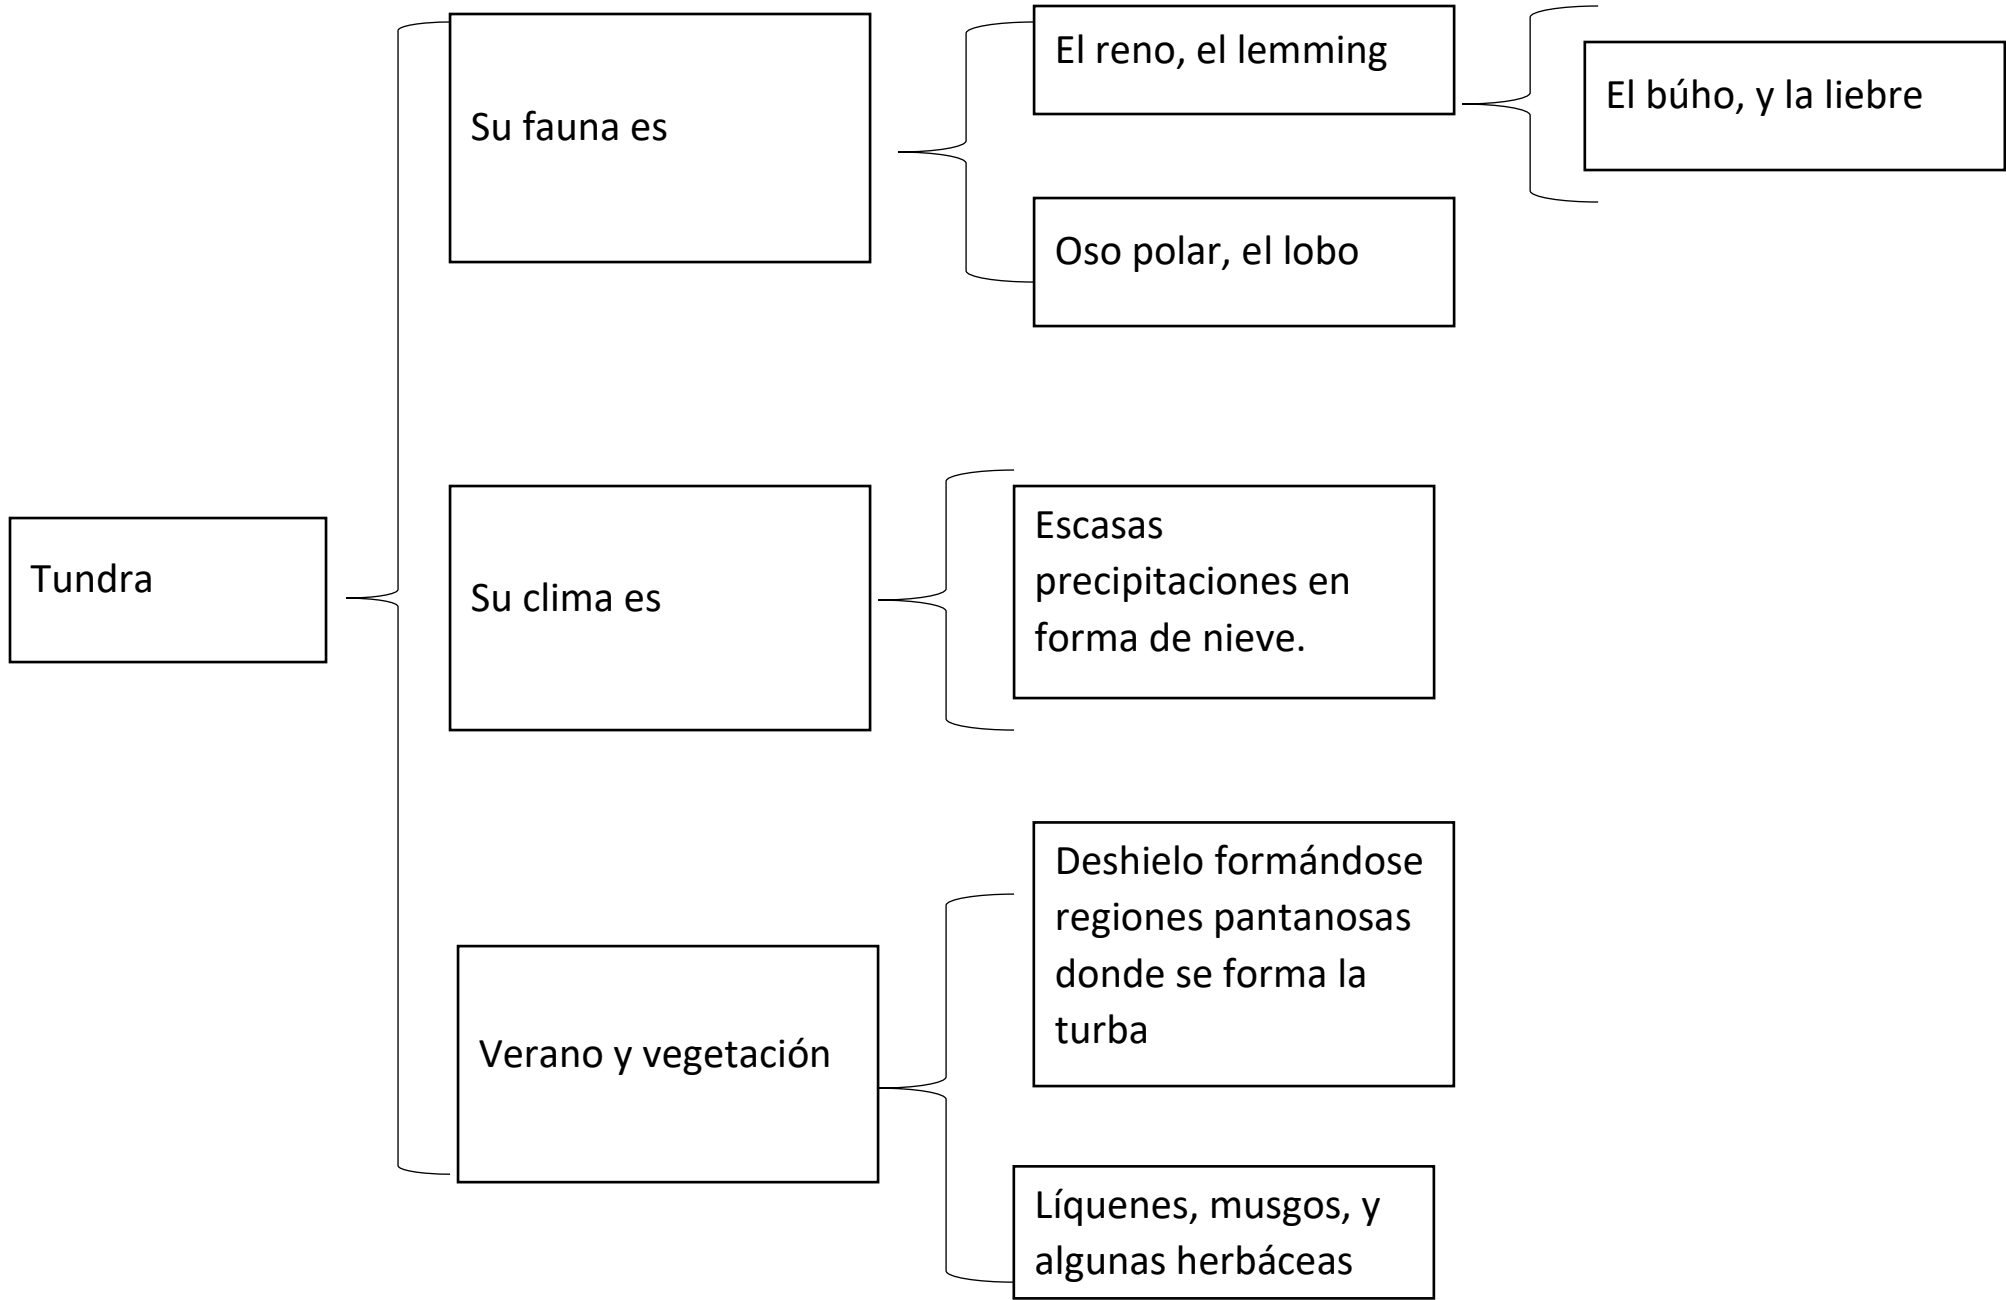 Tundra
Su fauna es
El reno, el lemming
El búho, y la liebre
Oso polar, el lobo
Su clima es
Escasas
precipitaciones en
forma de nieve.
Verano y vegetación
Deshielo formándose
regiones pantanosas
donde se forma la
turba
Líquenes, musgos, y
algunas herbáceas